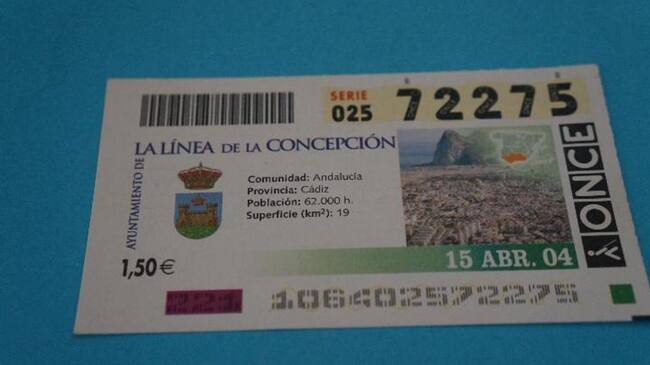 SERIE
025
72275
AYUNTAMIENTO DE
LA LÍNEA DE LA CONCEPCIÓN
Comunidad: Andalucía
Provincia: Cádiz
Población: 62.000 h.
Superficie (km²): 19
1,50€
15 ABR. 04
ONCE
106402572275